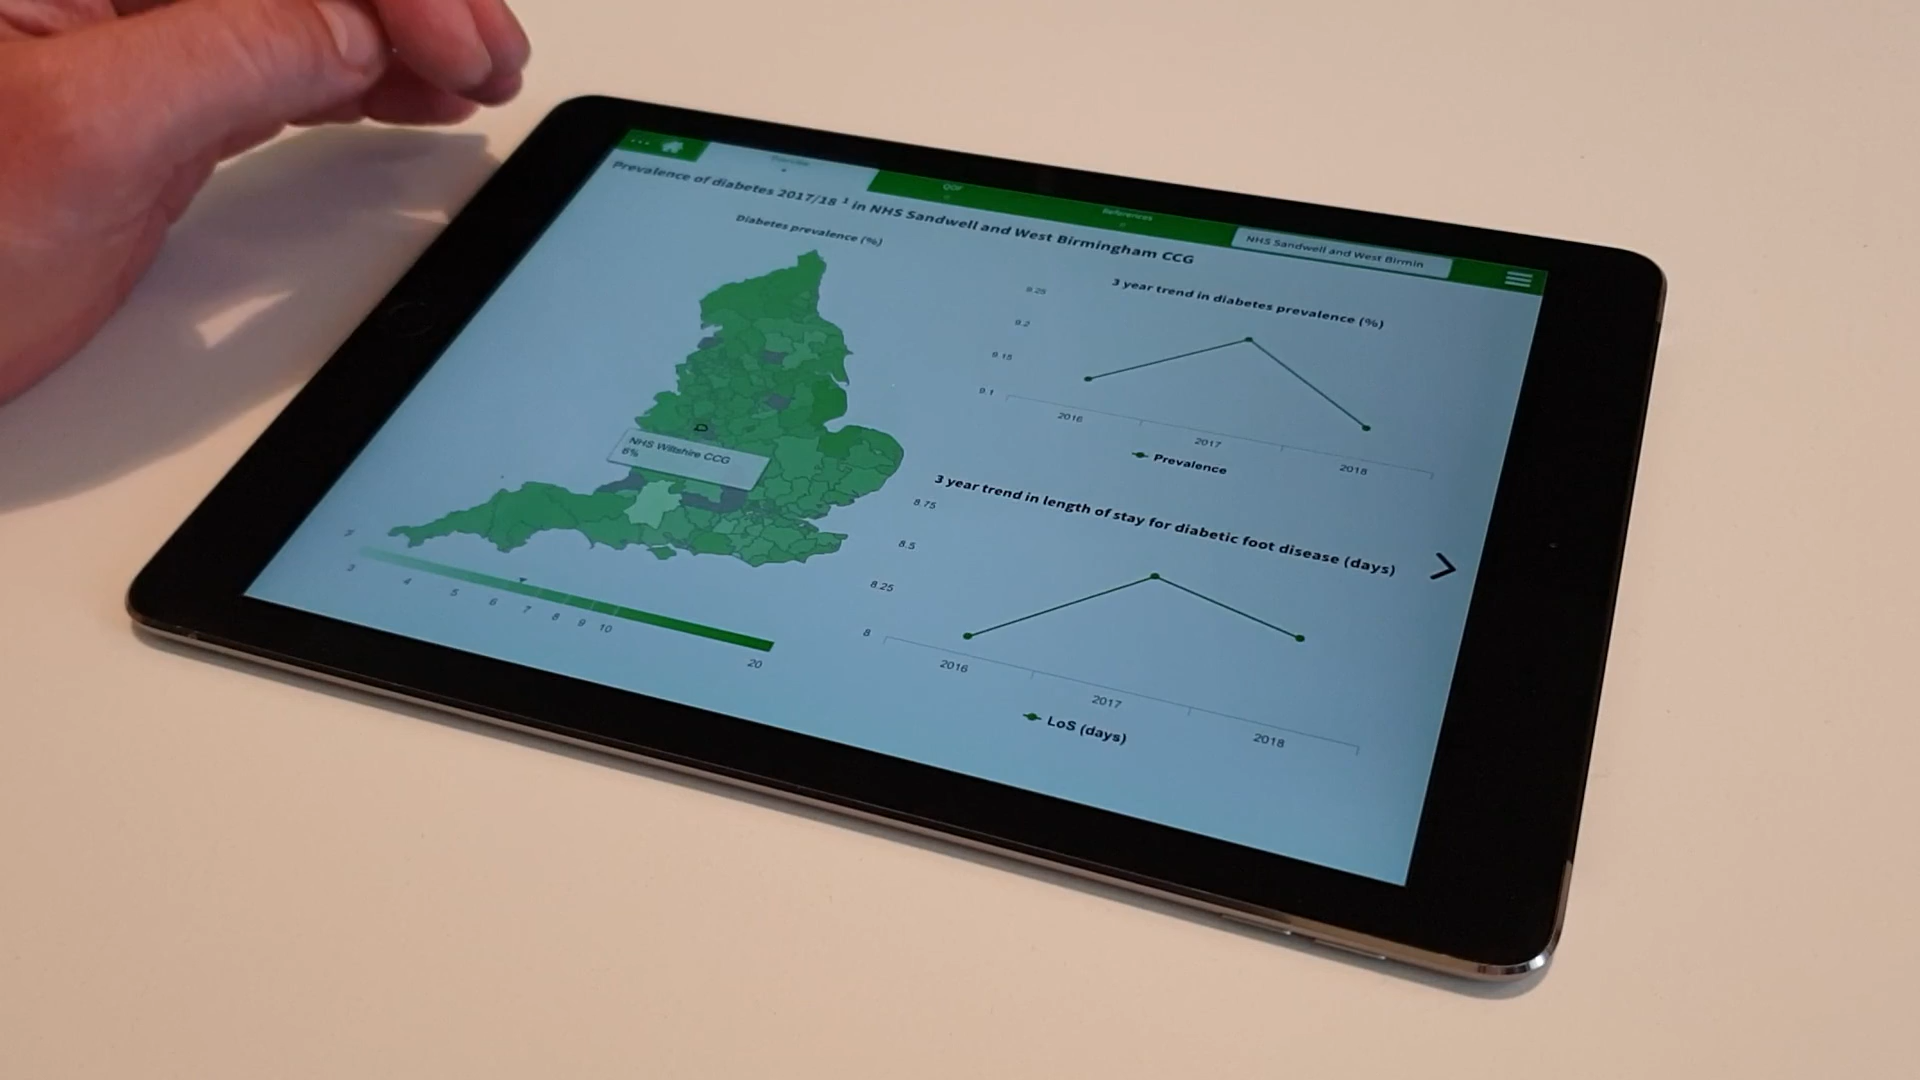 QOF
References
NHS Sandwell and West Birmin
Prevalence of diabetes 2017/18 ¹ in NHS Sandwell and West Birmingham CCG
Diabetes prevalence (%)
NHS Wiltshire CCG
6%
3
3
4
5
6
7
8
9
10
20
3 year trend in diabetes prevalence (%)
9.25
9.2
9.15
9.1
2016
2017
2018
Prevalence
3 year trend in length of stay for diabetic foot disease (days)
8.75
8.5
8.25
8
2016
2017
2018
LoS (days)